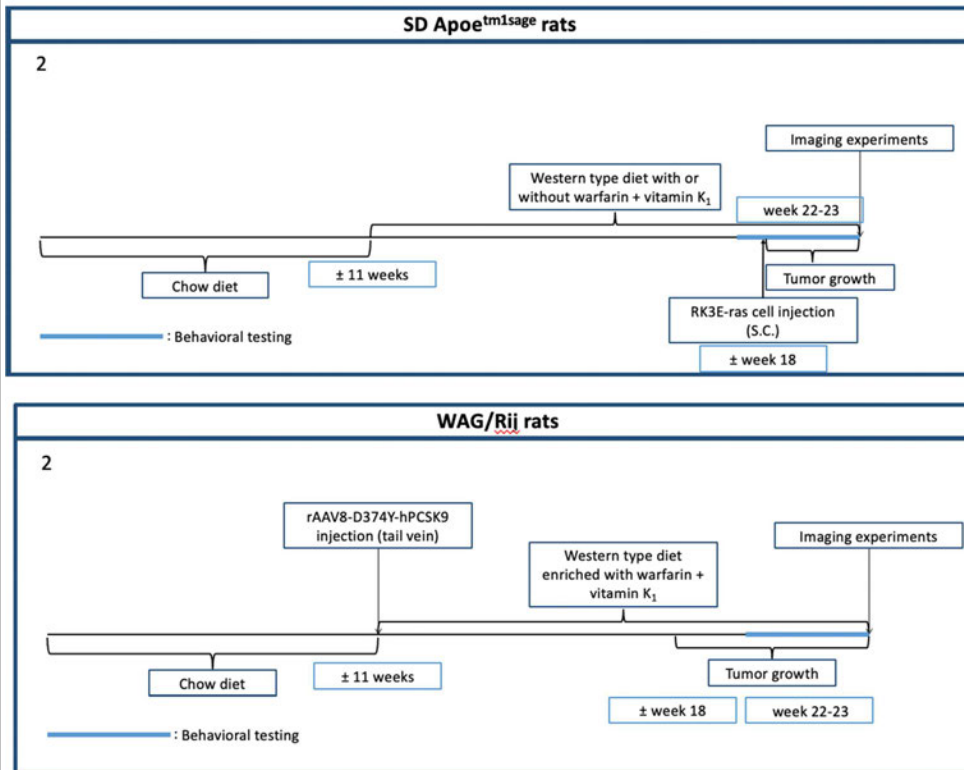 SD Apoetm1sage rats
2
Imaging experiments
Western type diet with or
without warfarin + vitamin K1
week 22-23
Chow diet
± 11 weeks
Tumor growth
RK3E-ras cell injection
(S.C.)
: Behavioral testing
± week 18
WAG/Rij rats
2
rAAV8-D374Y-hPCSK9
injection (tail vein)
Imaging experiments
Western type diet
enriched with warfarin +
vitamin K1
Chow diet
± 11 weeks
Tumor growth
± week 18
week 22-23
: Behavioral testing